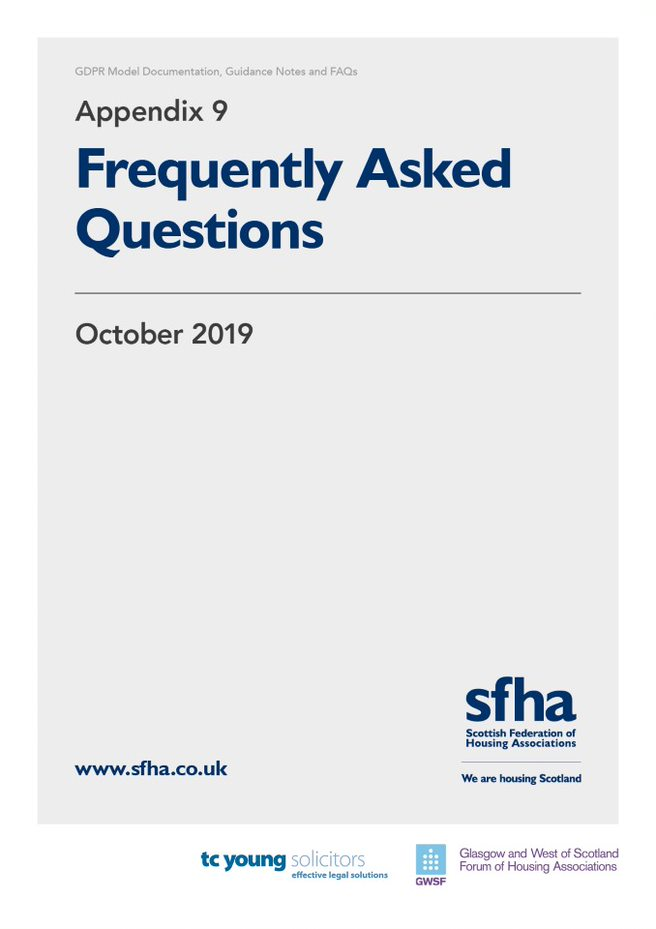 GDPR Model Documentation, Guidance Notes and FAQs
Appendix 9
Frequently Asked
Questions
October 2019
sfha
Scottish Federation of
Housing Associations
www.sfha.co.uk
We are housing Scotland
tc young solicitors
effective legal solutions
GWSF
Glasgow and West of Scotland
Forum of Housing Associations